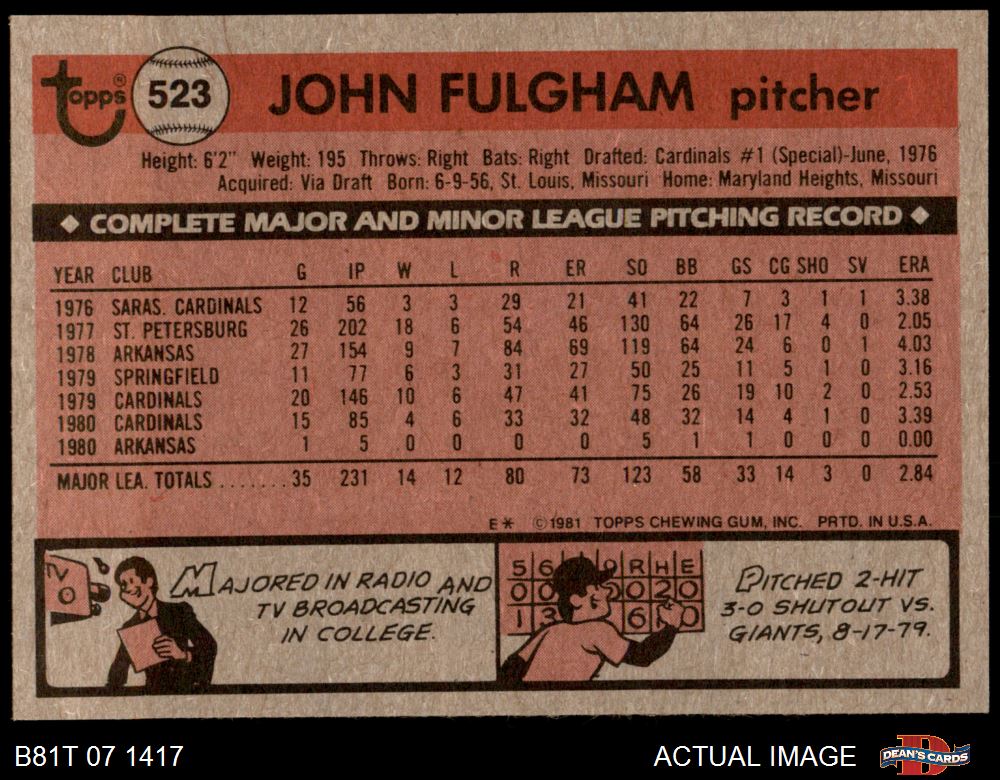 topps® 523 JOHN FULGHAM pitcher
Height: 6'2" Weight: 195 Throws: Right Bats: Right Drafted: Cardinals #1 (Special)-June, 1976
Acquired: Via Draft Born: 6-9-56, St. Louis, Missouri Home: Maryland Heights, Missouri
◆ COMPLETE MAJOR AND MINOR LEAGUE PITCHING RECORD ◆
YEAR CLUB G IP W L R ER SO BB GS CG SHO SV ERA
1976 SARAS. CARDINALS 12 56 3 3 29 21 41 22 7 3 1 1 3.38
1977 ST. PETERSBURG 26 202 18 6 54 46 130 64 26 17 4 0 2.05
1978 ARKANSAS 27 154 9 7 84 69 119 64 24 6 0 1 4.03
1979 SPRINGFIELD 11 77 6 3 31 27 50 25 11 5 1 0 3.16
1979 CARDINALS 20 146 10 6 47 41 75 26 19 10 2 0 2.53
1980 CARDINALS 15 85 4 6 33 32 48 32 14 4 1 0 3.39
1980 ARKANSAS 1 5 0 0 0 0 5 1 1 0 0 0 0.00
MAJOR LEA. TOTALS .......35 231 14 12 80 73 123 58 33 14 3 0 2.84
E* ©1981 TOPPS CHEWING GUM, INC. PRTD. IN U.S.A.
TV
MAJORED IN RADIO AND
TV BROADCASTING
IN COLLEGE.
5 6 R H E
0 0 0 2 0
1 3 6
PITCHED 2-HIT
3-0 SHUTOUT VS.
GIANTS, 8-17-79.
B81T 07 1417 ACTUAL IMAGE DEAN'S CARDS